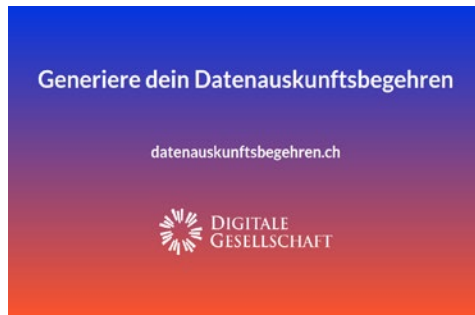 Generiere dein Datenauskunftsbegehren
datenauskunftsbegehren.ch
DIGITALE
GESELLSCHAFT